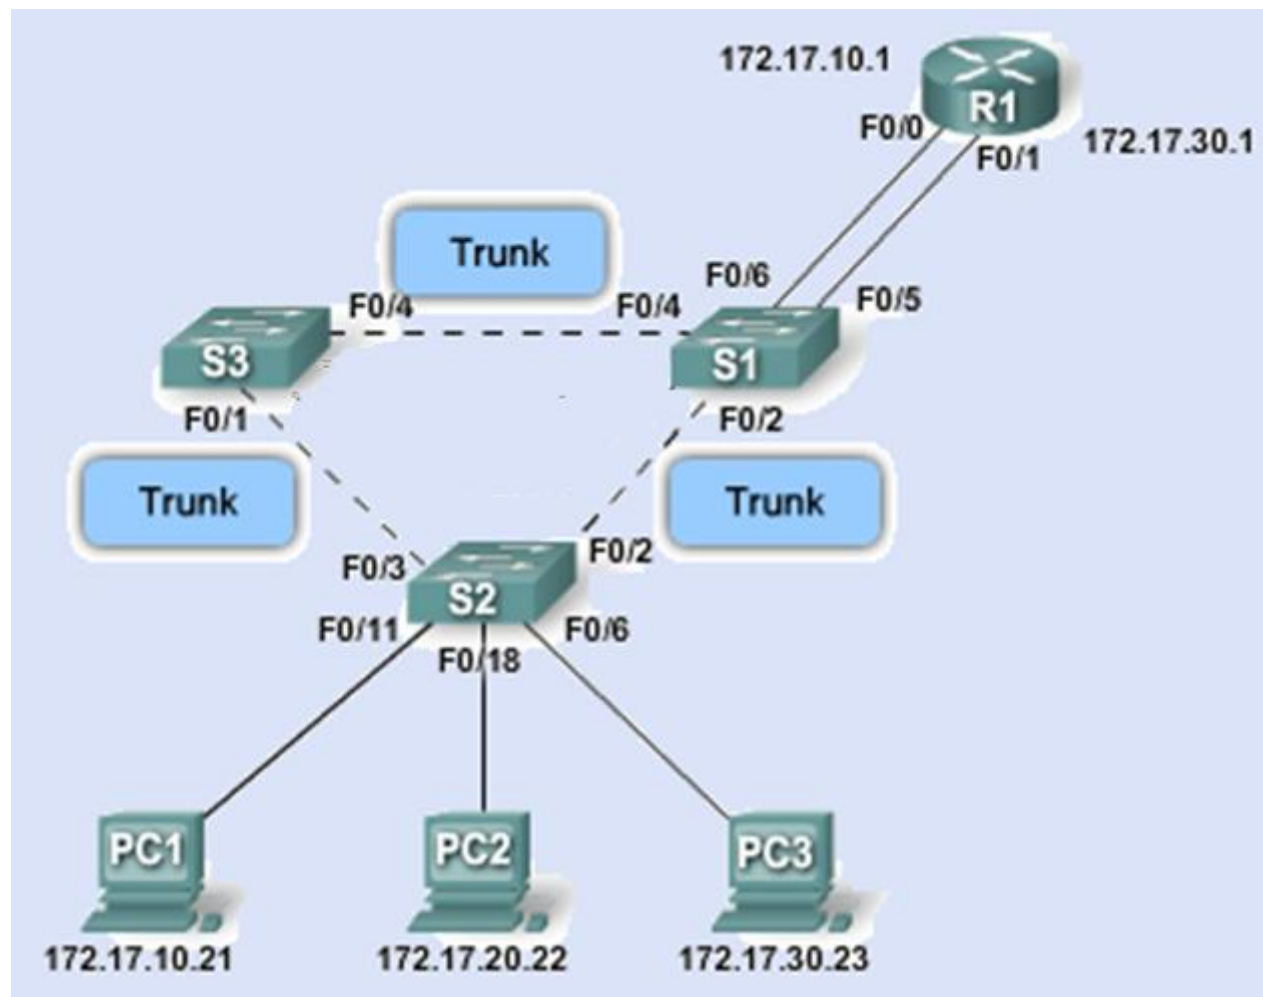 172.17.10.1
R1
F0/0
172.17.30.1
F0/1
Trunk
F0/6
F0/5
F0/4
F0/4
S3
S1
F0/1
F0/2
Trunk
Trunk
F0/2
F0/3
S2
F0/11
F0/6
F0/18
PC1
PC2
PC3
172.17.10.21
172.17.20.22
172.17.30.23